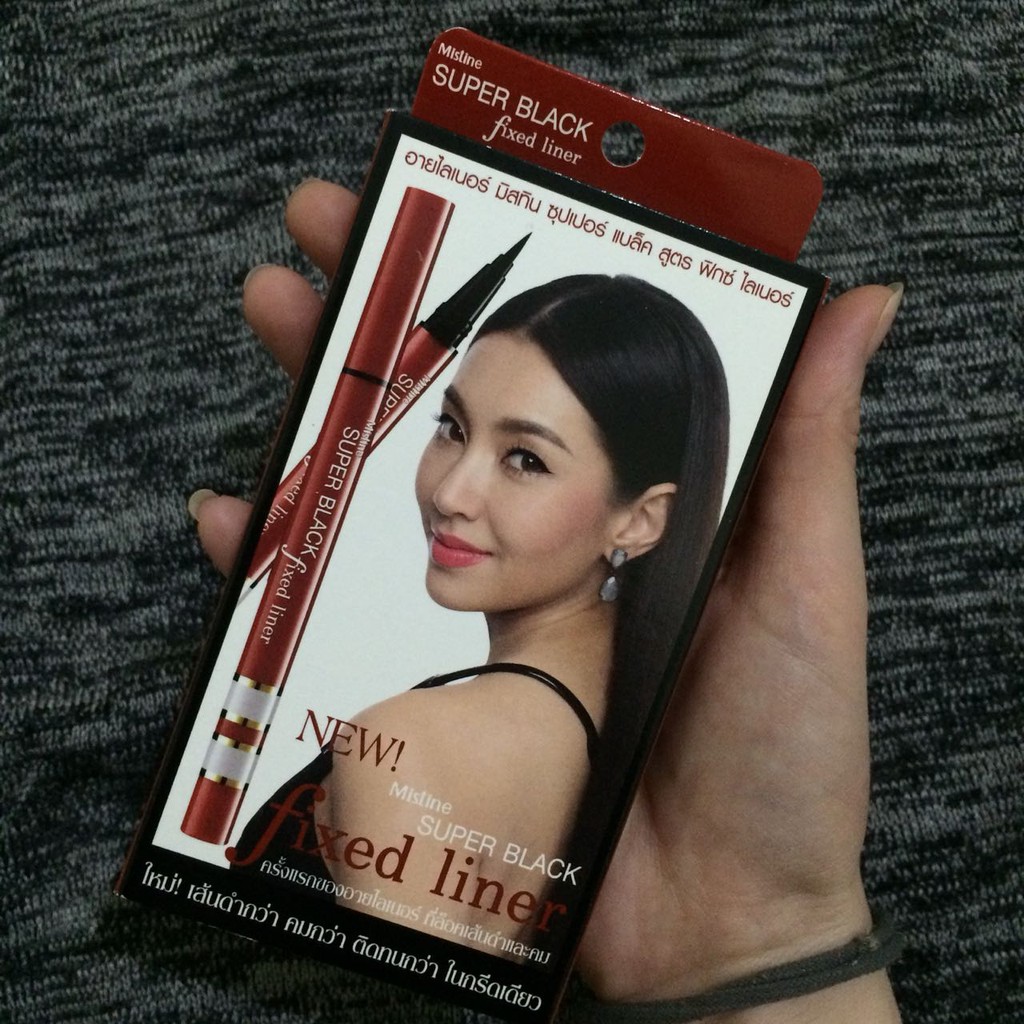 Mistine
SUPER BLACK
fixed liner
อายไลเนอร์ มิสทิน ซุปเปอร์ แบล็ค สูตร ฟิกซ์ ไลเนอร์
Mistine
SUPER BLACK fixed liner
Mistine
fixed liner
NEW!
Mistine
SUPER BLACK
fixed liner
ครั้งแรกของอายไลเนอร์ ที่ล็อคเส้นดำและคม
ใหม่! เส้นดำกว่า คมกว่า ติดทนกว่า ในกรีดเดียว